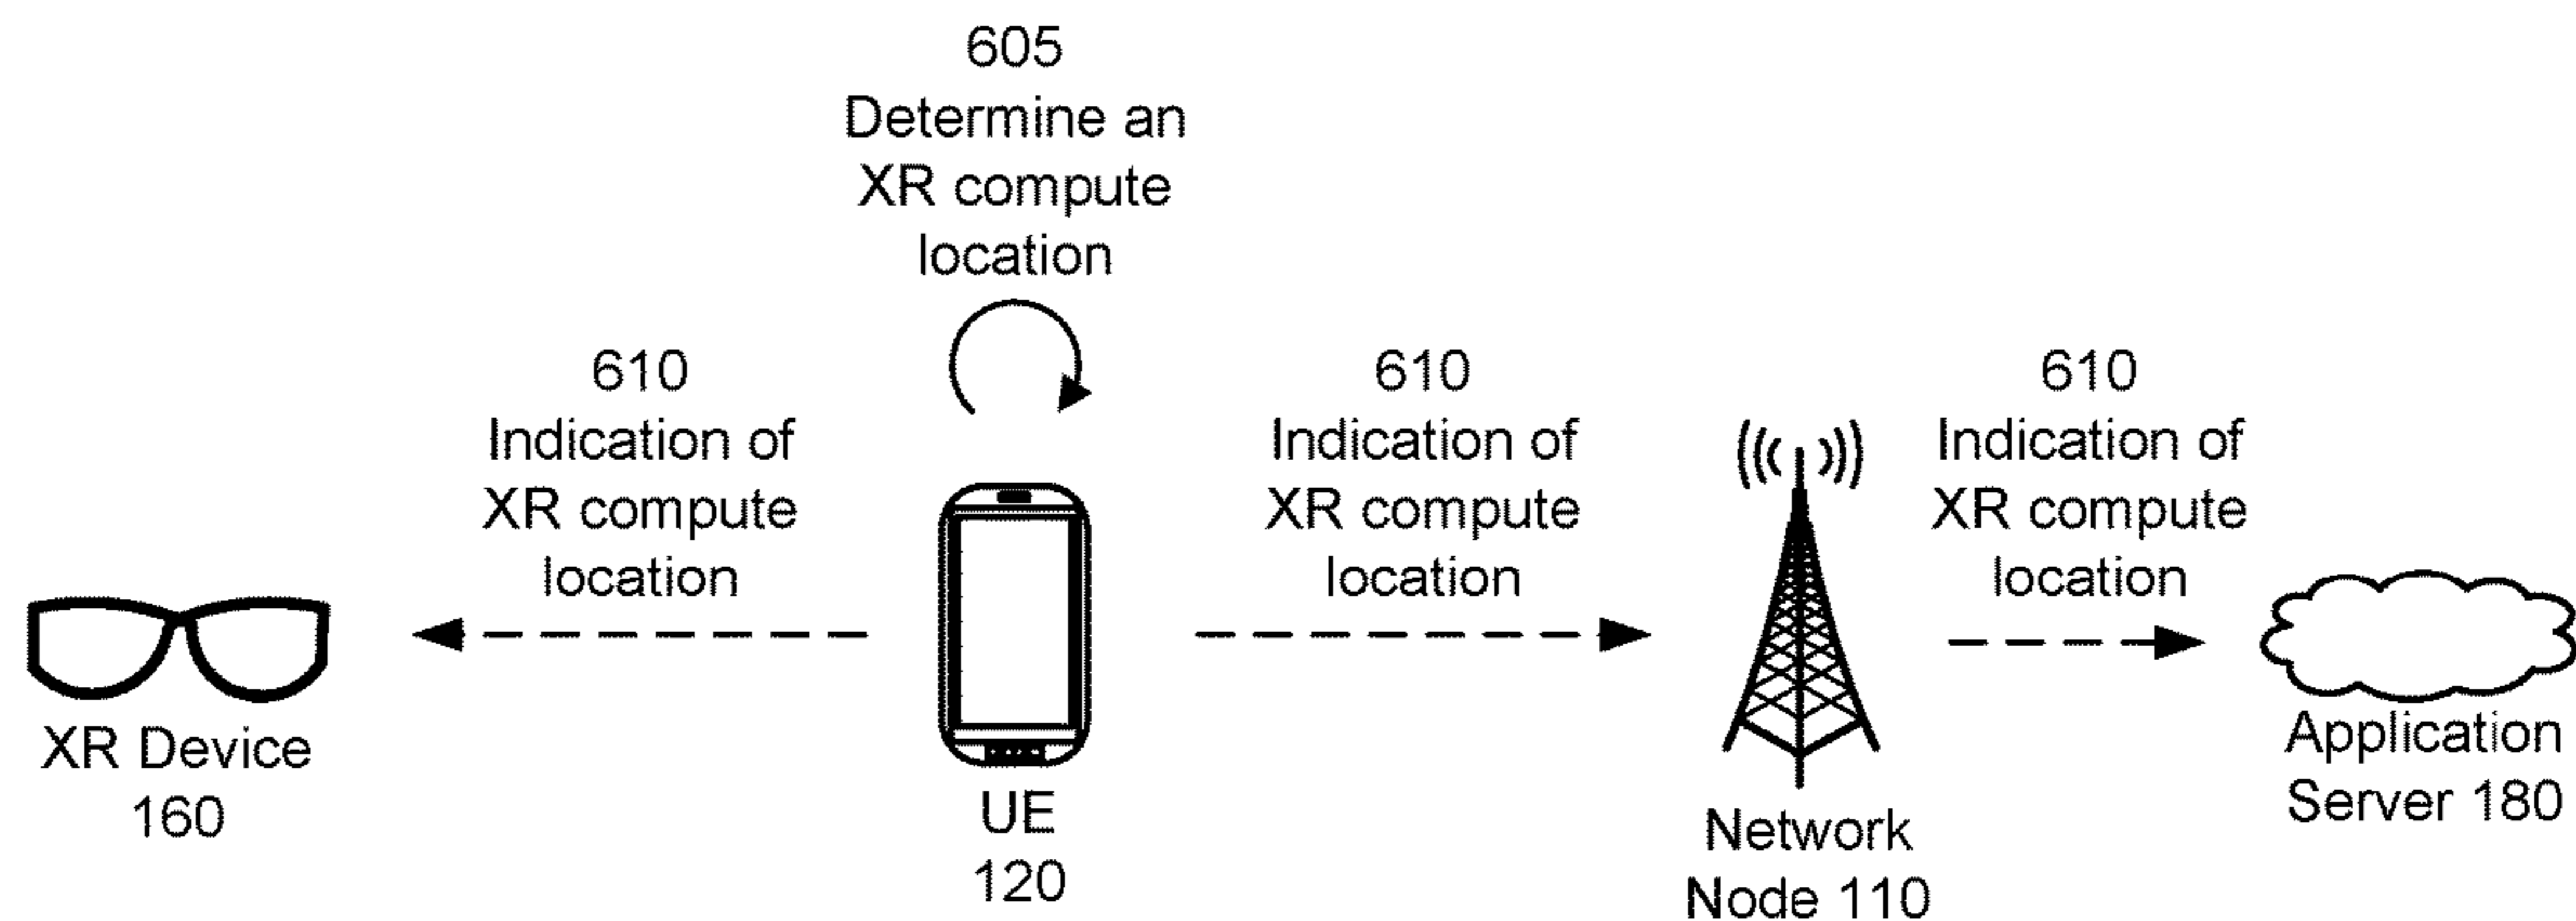 605
Determine an
XR compute
location
610
Indication of
XR compute
location
610
Indication of
XR compute
location
610
Indication of
XR compute
location
XR Device
160
UE
120
Network
Node 110
Application
Server 180